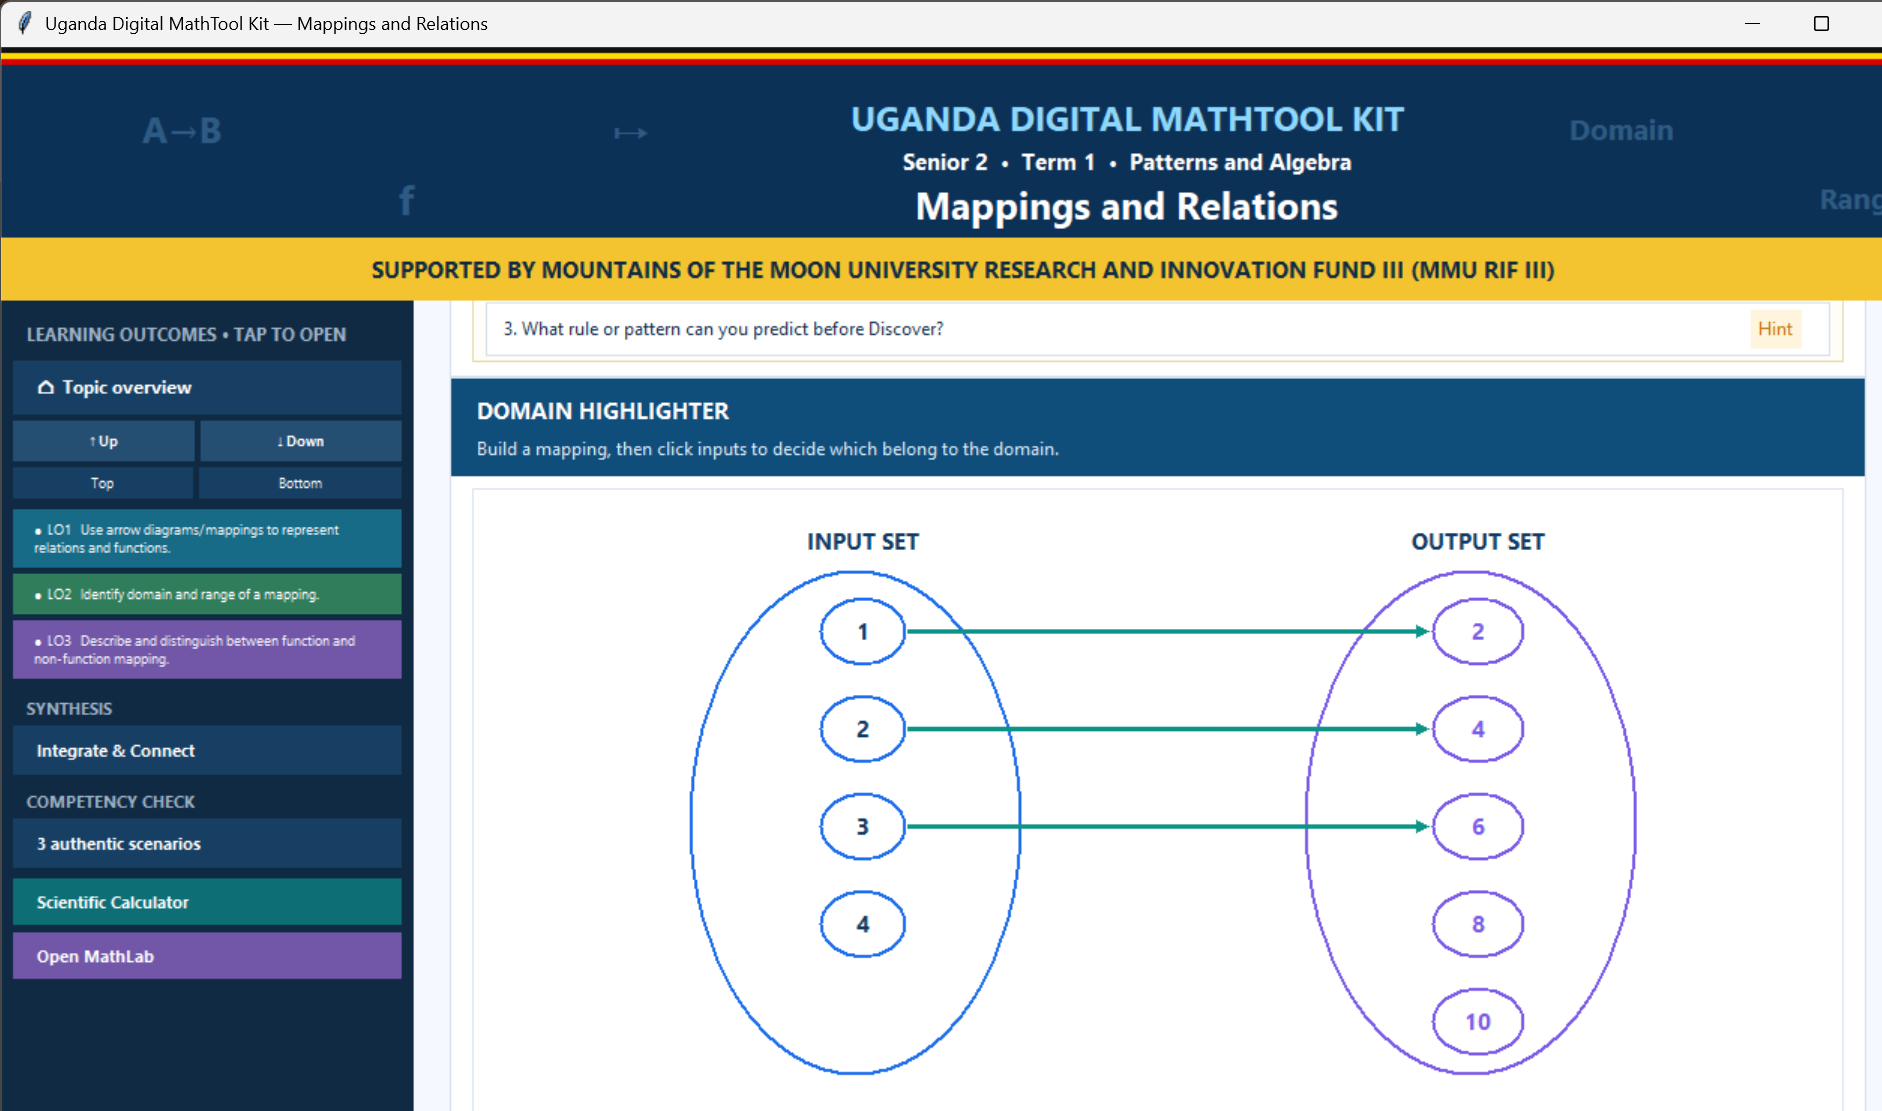 Uganda Digital MathTool Kit — Mappings and Relations
A→B
↦
f
UGANDA DIGITAL MATHTOOL KIT
Senior 2 • Term 1 • Patterns and Algebra
Mappings and Relations
Domain
Rang
SUPPORTED BY MOUNTAINS OF THE MOON UNIVERSITY RESEARCH AND INNOVATION FUND III (MMU RIF III)
LEARNING OUTCOMES • TAP TO OPEN
⌂ Topic overview
↑ Up
↓ Down
Top
Bottom
● LO1 Use arrow diagrams/mappings to represent
relations and functions.
● LO2 Identify domain and range of a mapping.
● LO3 Describe and distinguish between function and
non-function mapping.
SYNTHESIS
Integrate & Connect
COMPETENCY CHECK
3 authentic scenarios
Scientific Calculator
Open MathLab
3. What rule or pattern can you predict before Discover?
Hint
DOMAIN HIGHLIGHTER
Build a mapping, then click inputs to decide which belong to the domain.
INPUT SET
OUTPUT SET
1
2
2
4
3
6
4
8
10